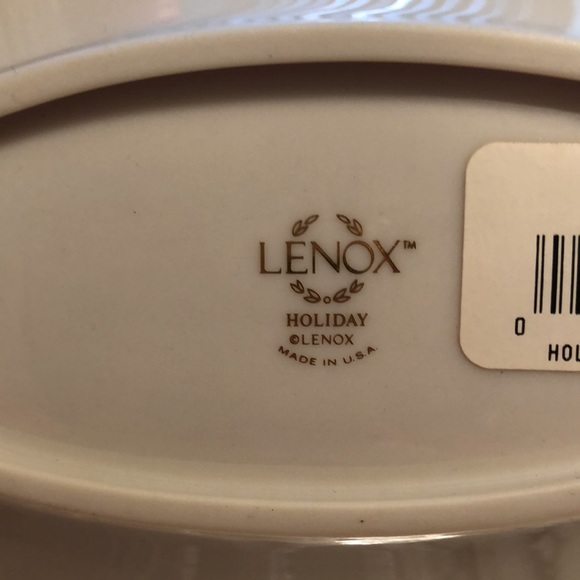 LENOX™
HOLIDAY
©LENOX
MADE IN U.S.A.
0
HOL